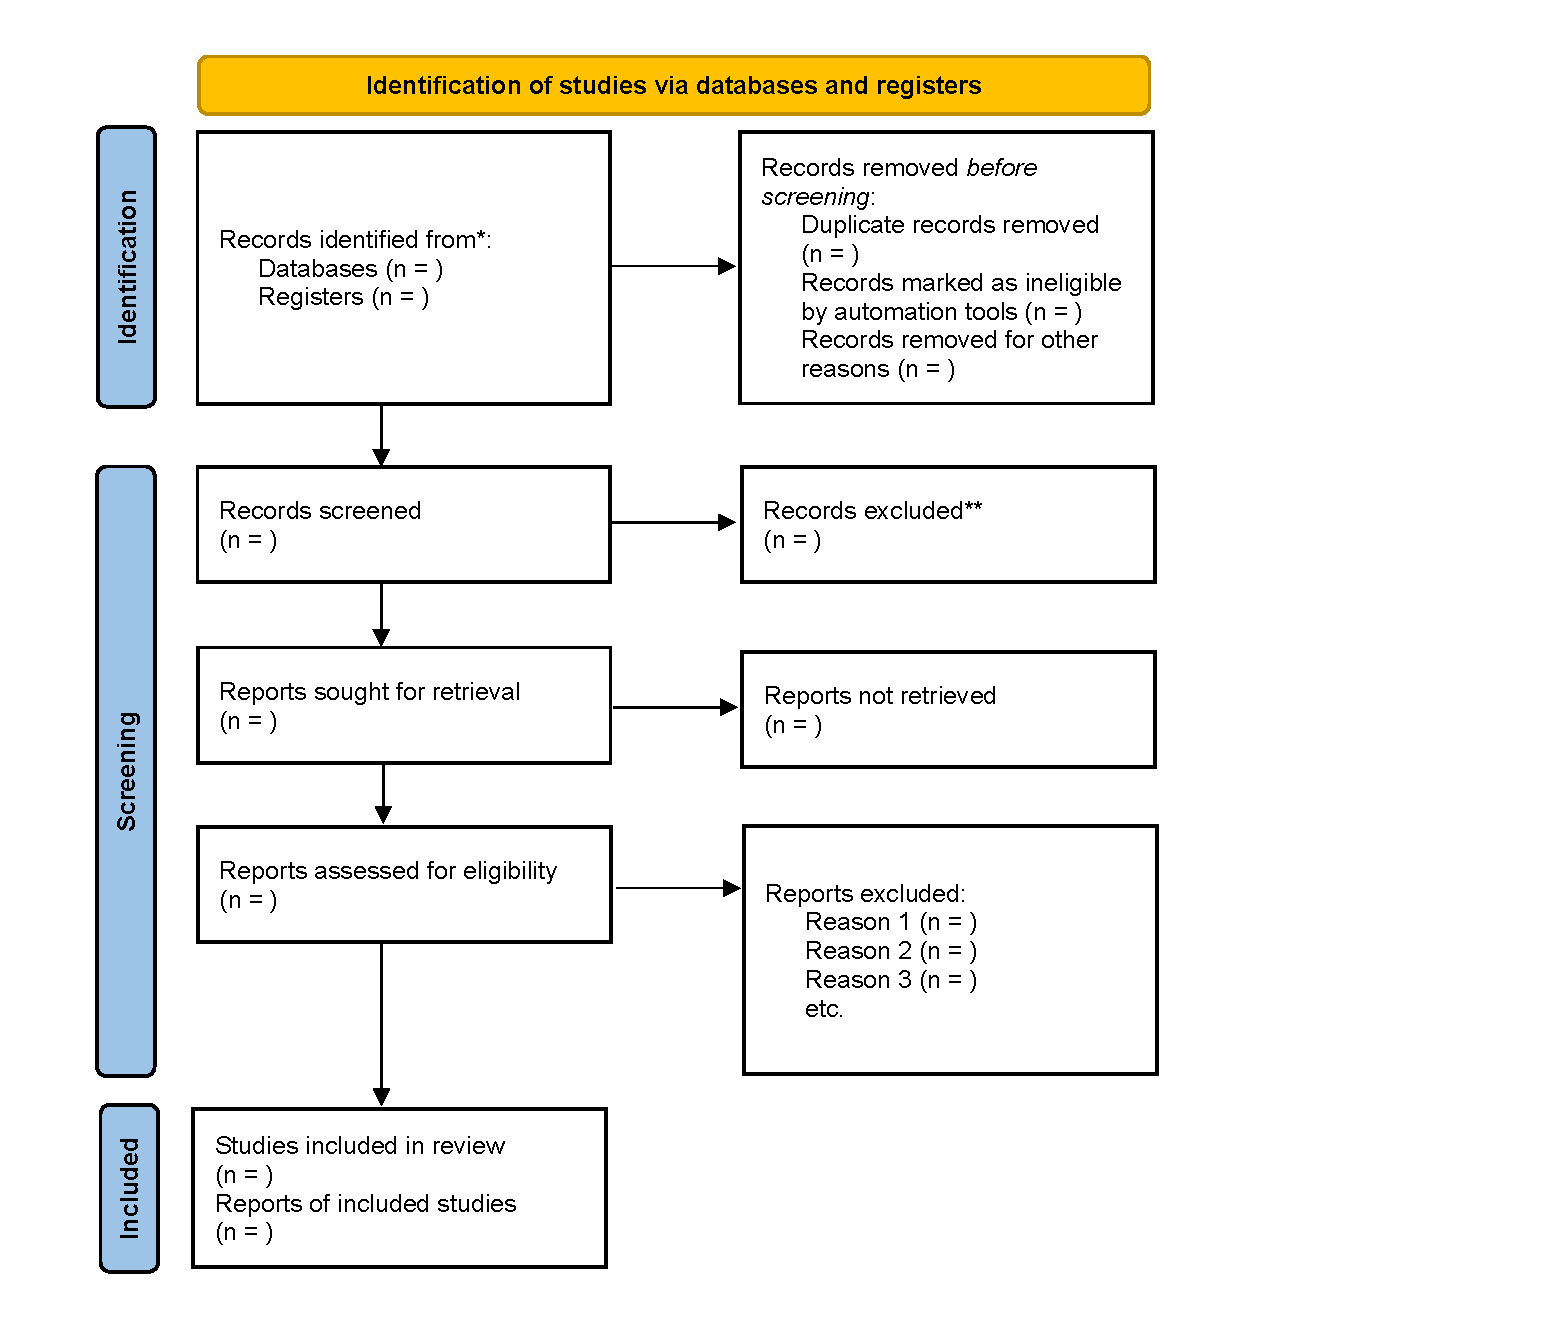 Identification of studies via databases and registers
Identification
Records identified from*:
Databases (n = )
Registers (n = )
Records removed before
screening:
Duplicate records removed
(n = )
Records marked as ineligible
by automation tools (n = )
Records removed for other
reasons (n = )
Screening
Records screened
(n = )
Records excluded**
(n = )
Reports sought for retrieval
(n = )
Reports not retrieved
(n = )
Reports assessed for eligibility
(n = )
Reports excluded:
Reason 1 (n = )
Reason 2 (n = )
Reason 3 (n = )
etc.
Included
Studies included in review
(n = )
Reports of included studies
(n = )